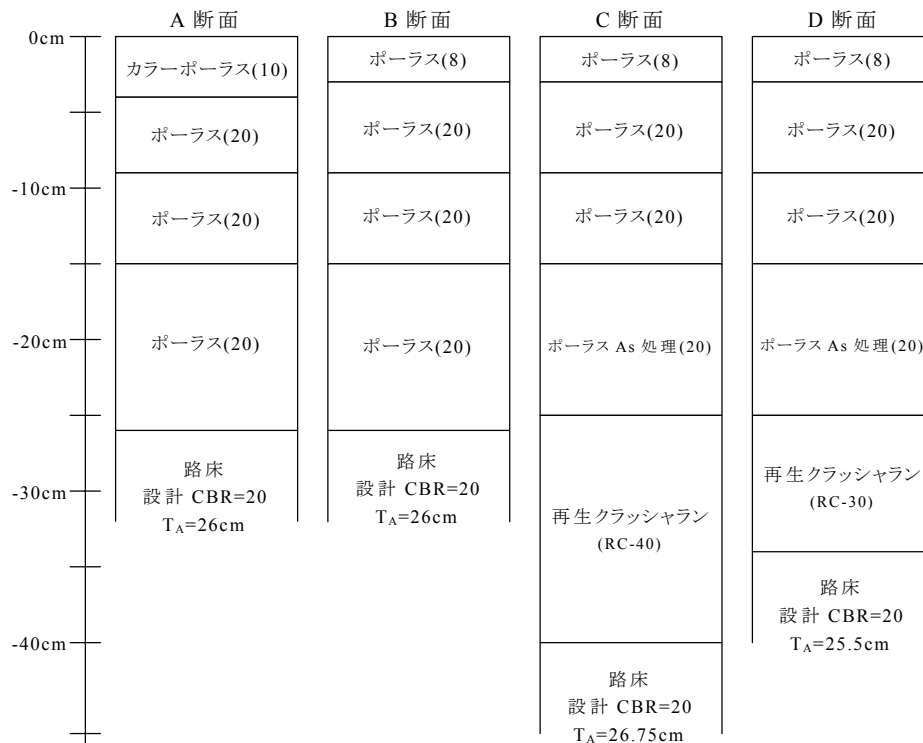 A 断面
B 断面
C 断面
D 断面
0cm
-10cm
-20cm
-30cm
-40cm
カラーポーラス(10)
ポーラス(20)
ポーラス(20)
ポーラス(20)
路床
設計 CBR=20
TA=26cm
ポーラス(8)
ポーラス(20)
ポーラス(20)
ポーラス(20)
路床
設計 CBR=20
TA=26cm
ポーラス(8)
ポーラス(20)
ポーラス(20)
ポーラス As 処理(20)
再生クラッシャラン
(RC-40)
路床
設計 CBR=20
TA=26.75cm
ポーラス(8)
ポーラス(20)
ポーラス(20)
ポーラス As 処理(20)
再生クラッシャラン
(RC-30)
路床
設計 CBR=20
TA=25.5cm